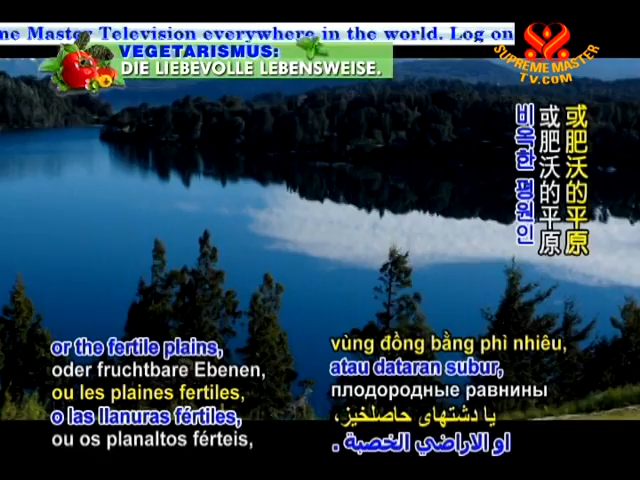 me Master Television everywhere in the world. Log on
VEGETARISMUS:
DIE LIEBEVOLLE LEBENSWEISE.
SUPREME MASTER
TV.COM
或肥沃的平原
或肥沃的平原
비옥한 평원인
or the fertile plains,
oder fruchtbare Ebenen,
ou les plaines fertiles,
o las llanuras fértiles,
ou os planaltos férteis,
vùng đồng bằng phì nhiêu,
atau dataran subur,
плодородные равнины
یا دشتهای حاصلخیز،
او الاراضي الخصبة .